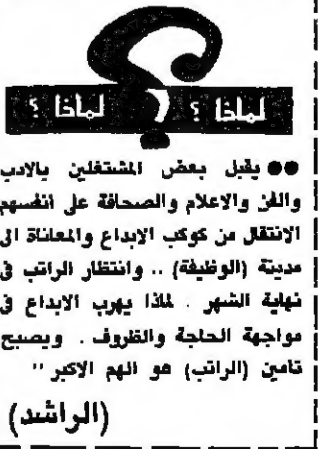 لماذا ؟ ؟ لماذا ؟
●● يقبل بعض المشتغلين بالادب
والفن والاعلام والصحافة على انفسهم
الانتقال من كوكب الابداع والمعاناة الى
مدينة (الوظيفة) .. وانتظار الراتب في
نهاية الشهر . لماذا يهرب الابداع في
مواجهة الحاجة والظروف . ويصبح
تامين (الراتب) هو الهم الاكبر ''
(الراشد)